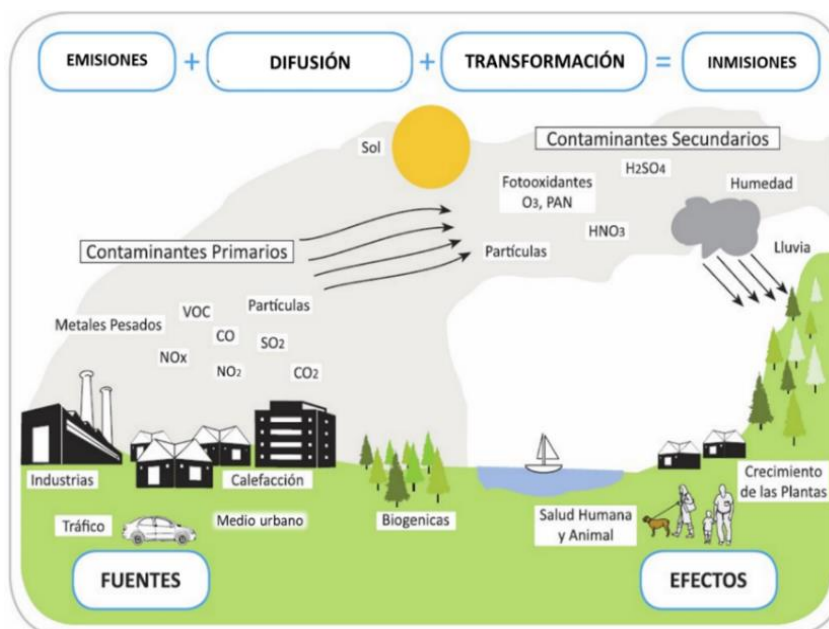 EMISIONES + DIFUSIÓN + TRANSFORMACIÓN = INMISIONES
Sol
Contaminantes Secundarios
H2SO4
Fotooxidantes
O3, PAN
Humedad
HNO3
Contaminantes Primarios
Partículas
Lluvia
Partículas
VOC
Metales Pesados
CO
SO2
NOx
NO2
CO2
Industrias
Calefacción
Tráfico
Medio urbano
Biogenicas
Salud Humana
y Animal
Crecimiento
de las Plantas
FUENTES
EFECTOS